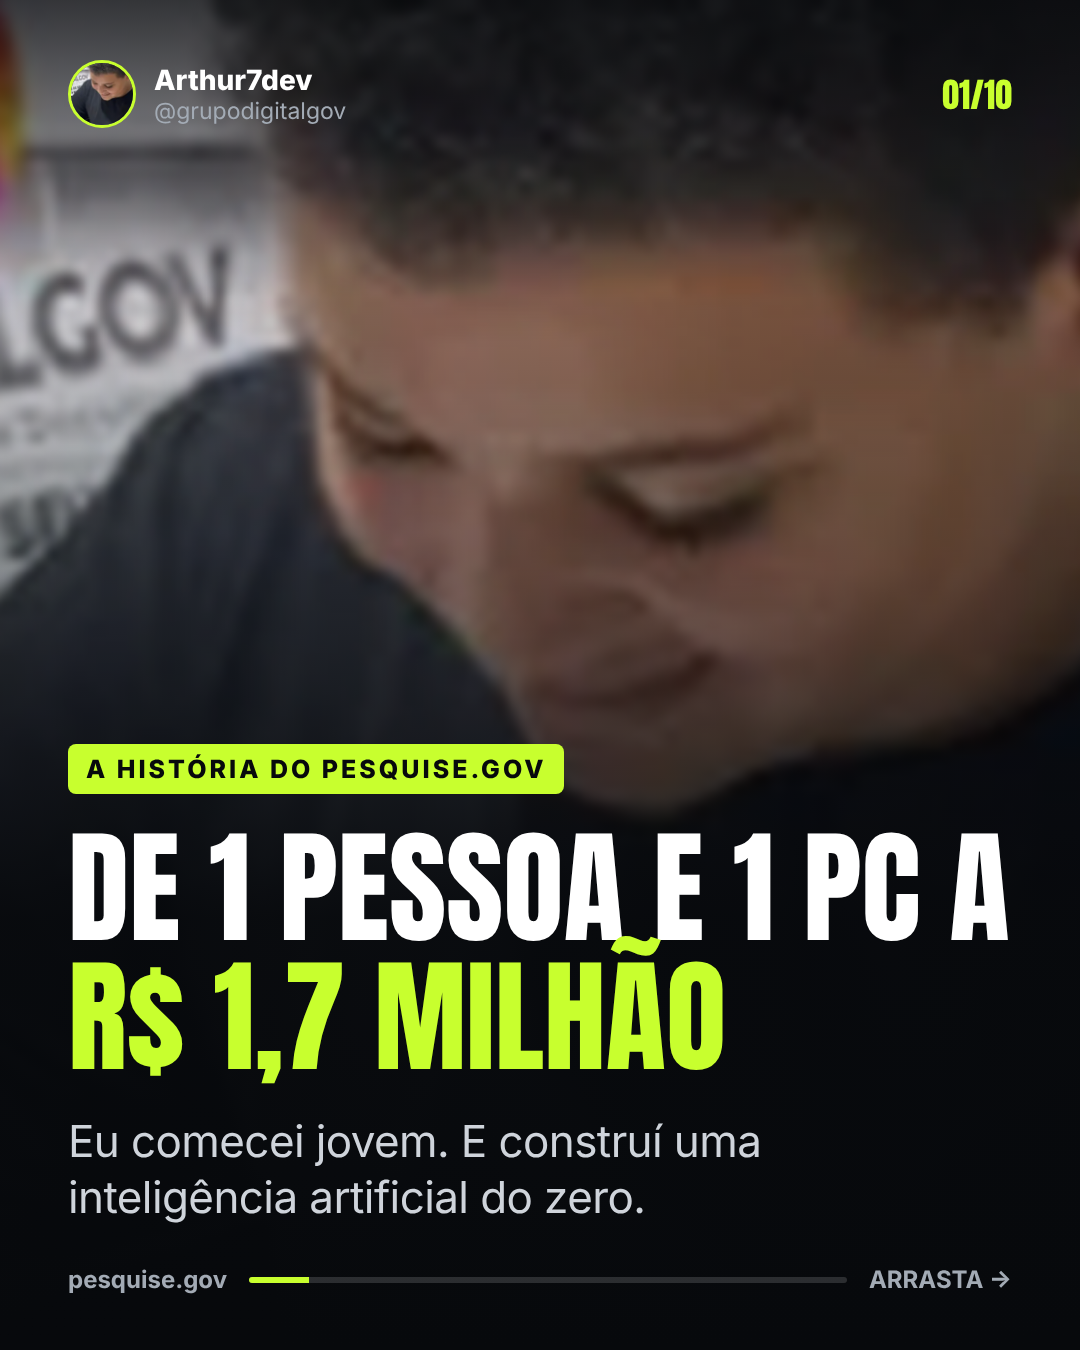 Arthur7dev
@grupodigitalgov
01/10
LGOV
A HISTÓRIA DO PESQUISE.GOV
DE 1 PESSOA E 1 PC A
R$ 1,7 MILHÃO
Eu comecei jovem. E construí uma
inteligência artificial do zero.
pesquise.gov
ARRASTA →